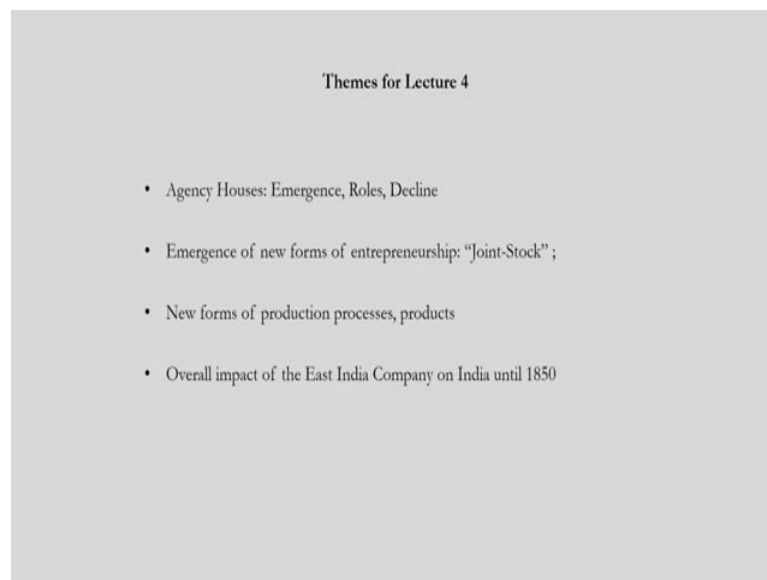 Themes for Lecture 4
• Agency Houses: Emergence, Roles, Decline
• Emergence of new forms of entrepreneurship: “Joint-Stock” ;
• New forms of production processes, products
• Overall impact of the East India Company on India until 1850